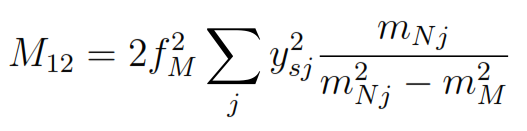 M_{12} = 2f_M^2 \sum_j y_{sj}^2 \frac{m_{Nj}}{m_{Nj}^2 - m_M^2}